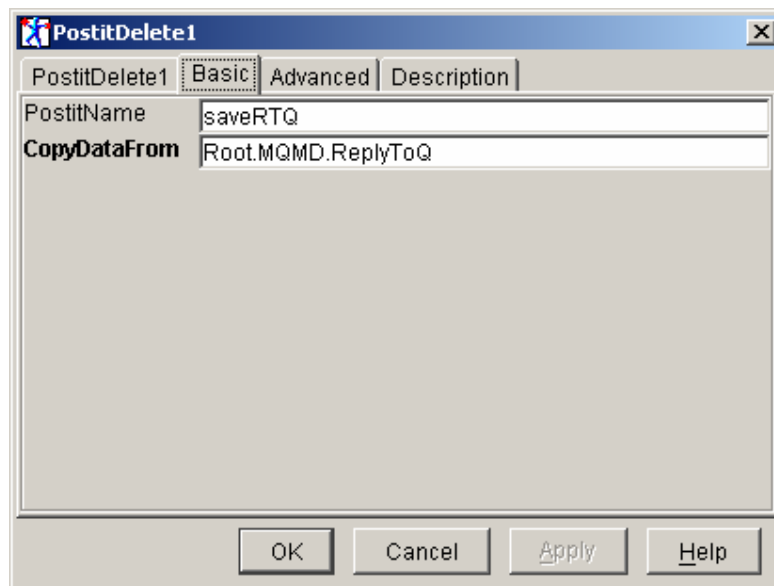 PostitDelete1
PostitDelete1 Basic Advanced Description
PostitName saveRTQ
CopyDataFrom Root.MQMD.ReplyToQ
OK Cancel Apply Help